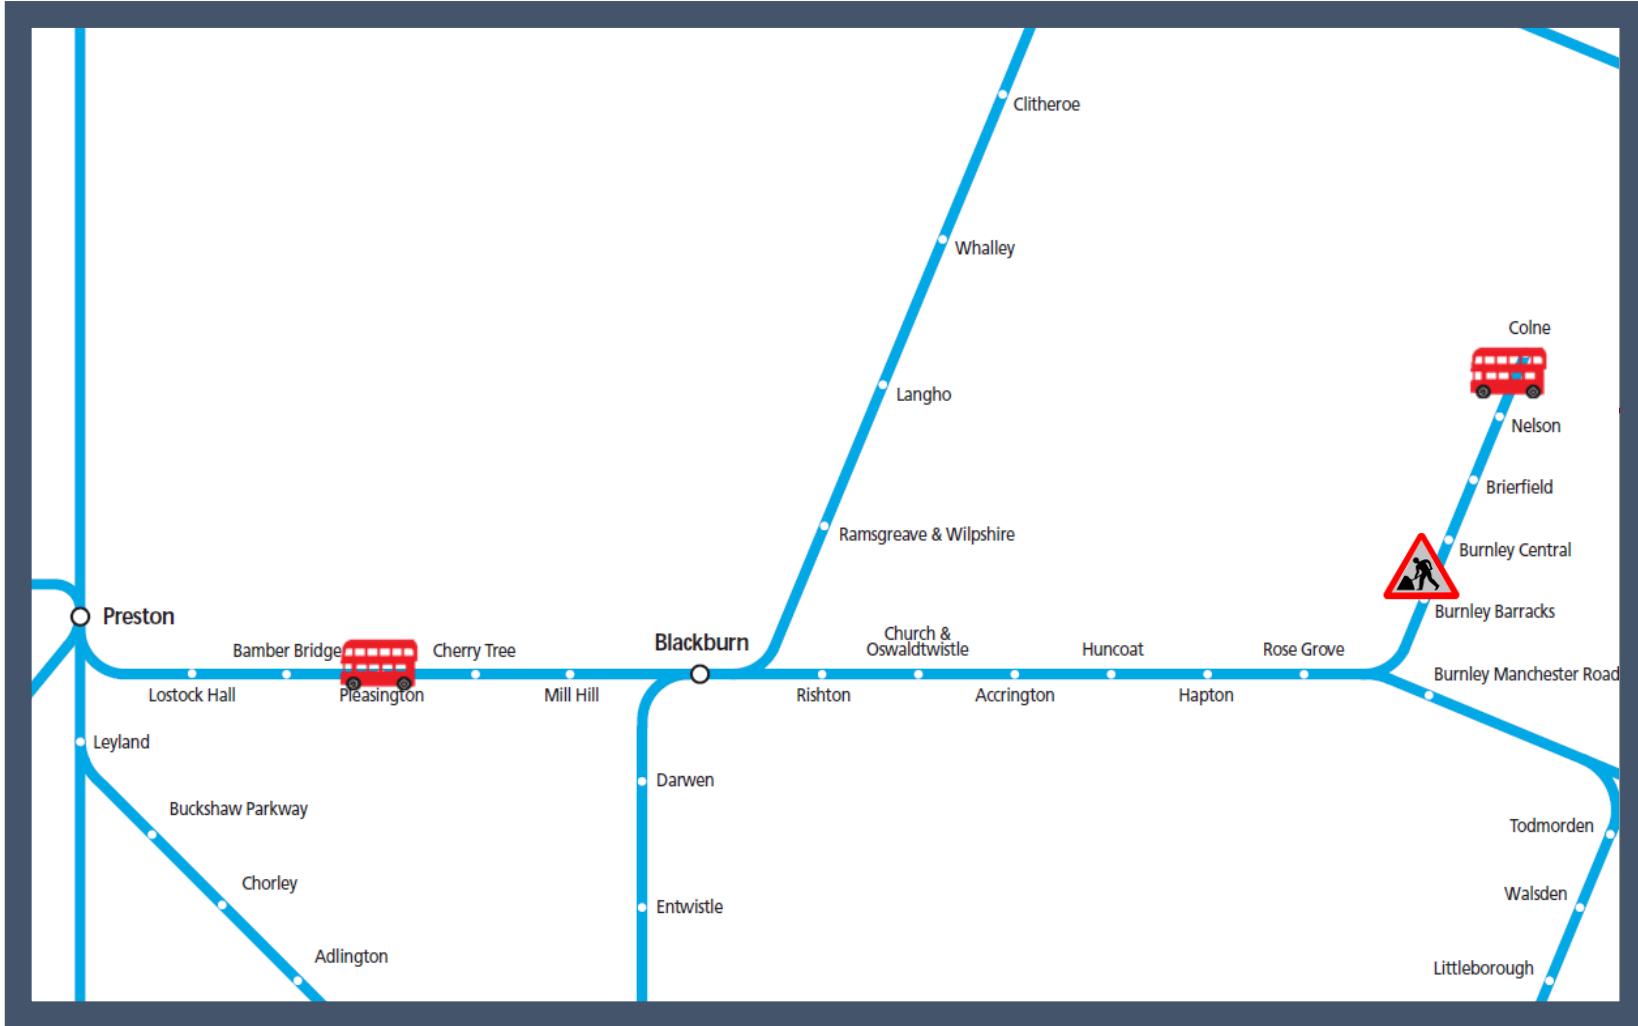 Clitheroe
Whalley
Colne
Langho
Nelson
Brierfield
Ramsgreave & Wilpshire
Burnley Central
Preston
Burnley Barracks
Bamber Bridge
Cherry Tree
Blackburn
Church &
Oswaldtwistle
Huncoat
Rose Grove
Burnley Manchester Road
Lostock Hall
Pleasington
Mill Hill
Rishton
Accrington
Hapton
Leyland
Darwen
Buckshaw Parkway
Todmorden
Chorley
Walsden
Entwistle
Adlington
Littleborough